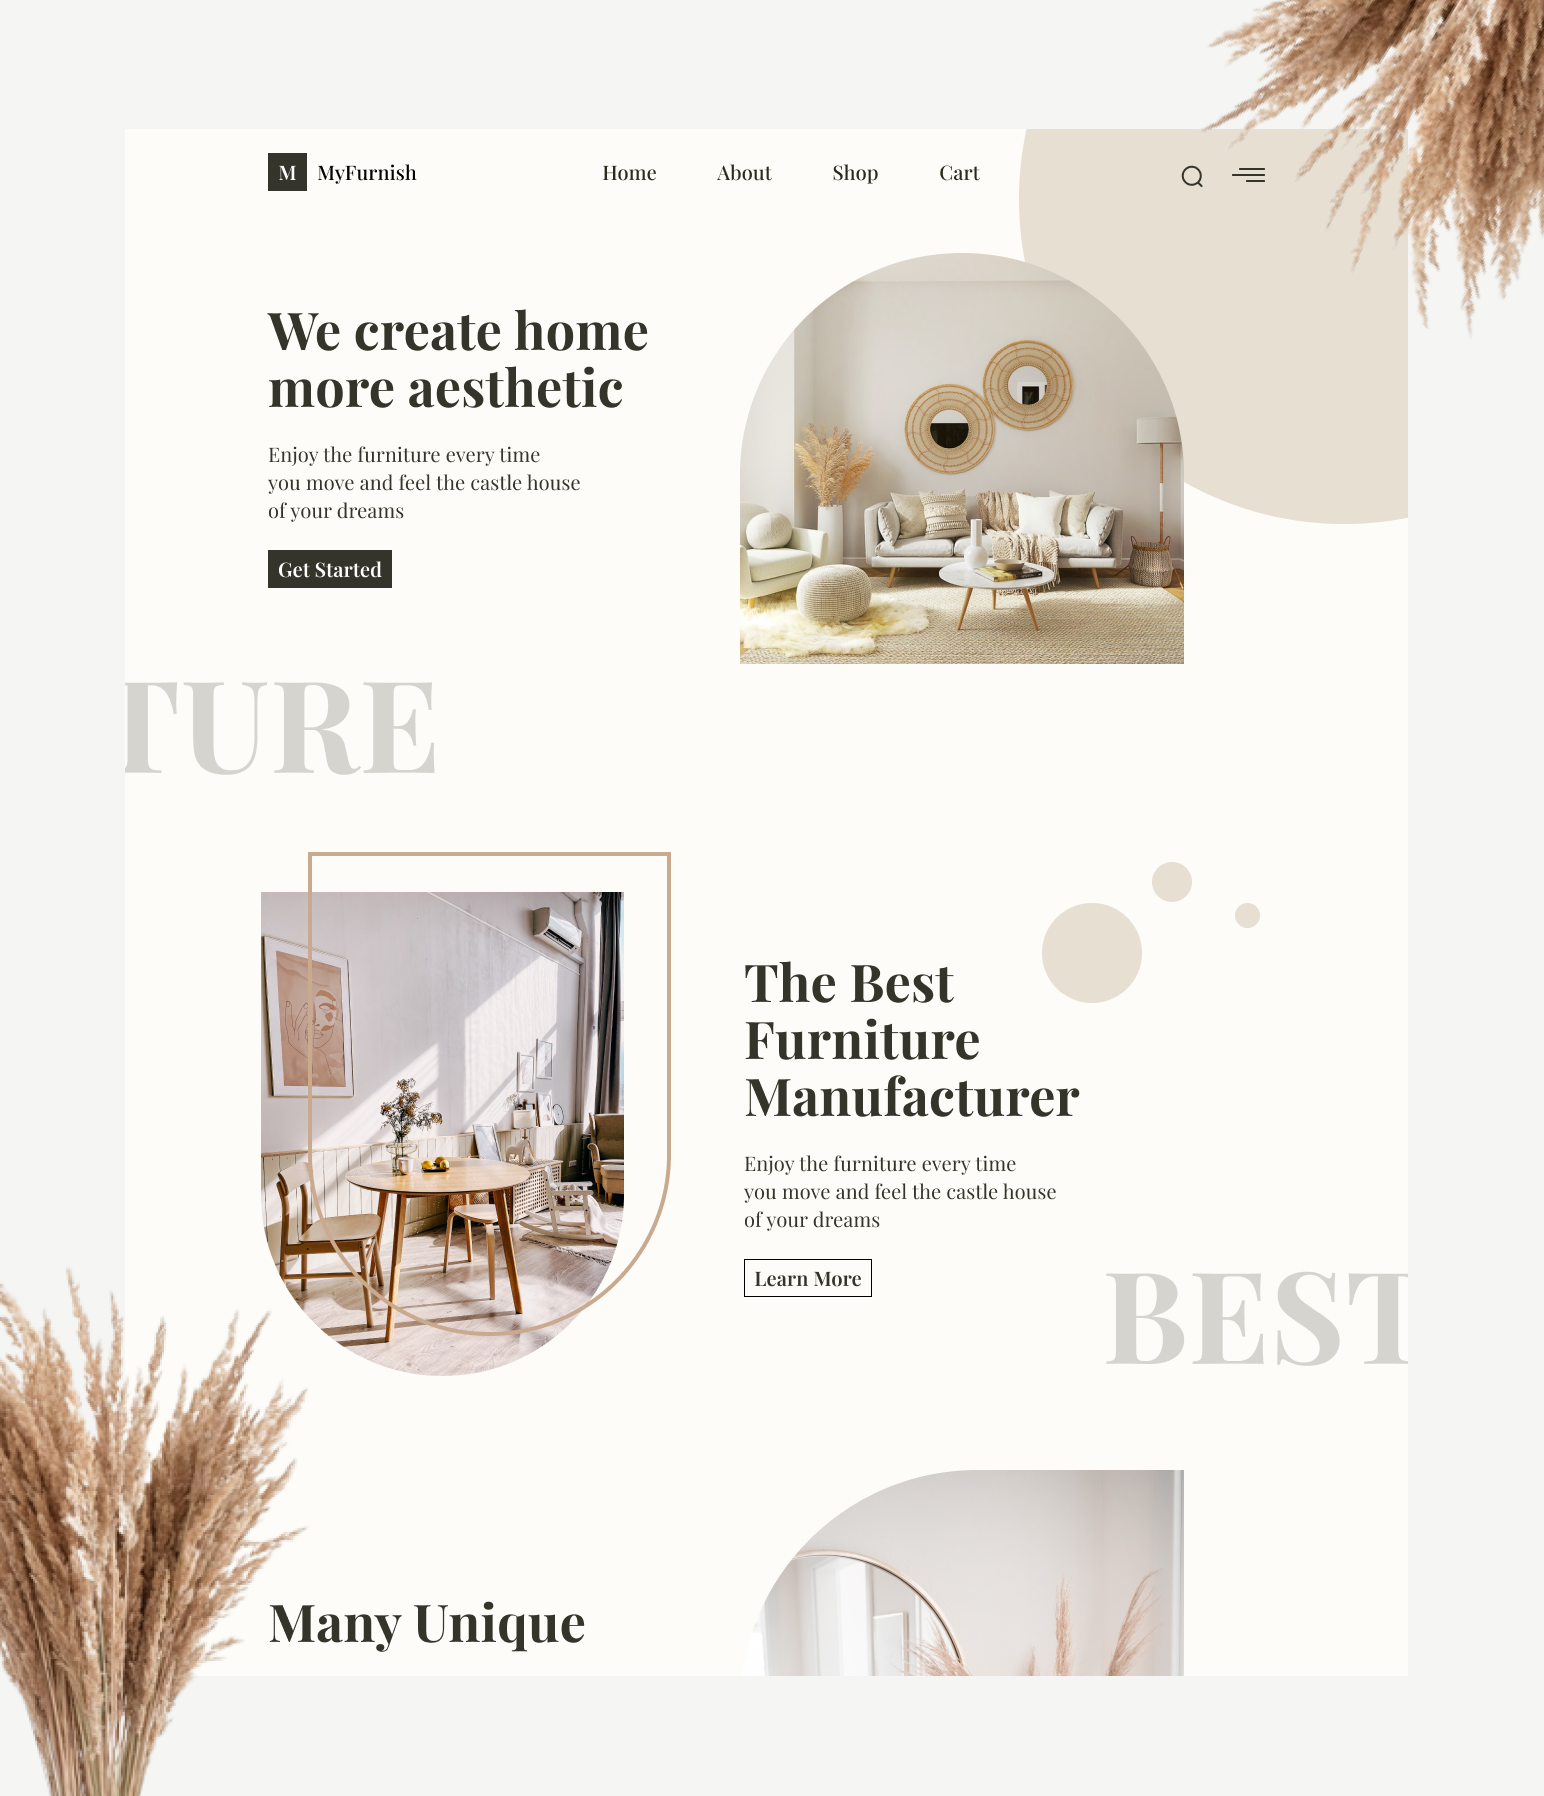 M MyFurnish
Home About Shop Cart
We create home
more aesthetic
Enjoy the furniture every time
you move and feel the castle house
of your dreams
Get Started
TURE
The Best
Furniture
Manufacturer
Enjoy the furniture every time
you move and feel the castle house
of your dreams
Learn More
BEST
Many Unique